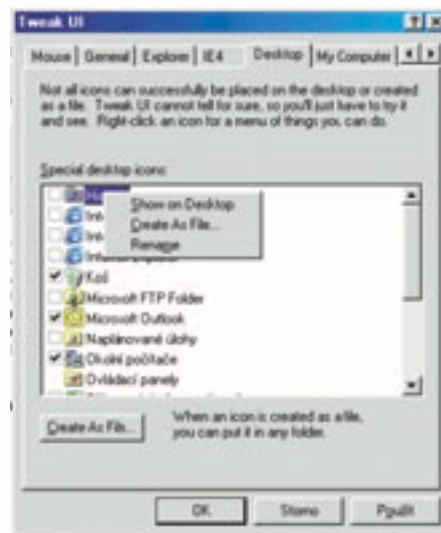 Tweak UI
Mouse General Explorer IE4 Desktop My Computer
Not all icons can successfully be placed on the desktop or created
as a file. Tweak UI cannot tell for sure, so you'll just have to try it
and see. Right-click an icon for a menu of things you can do.
Special desktop icons:
Show on Desktop
Create As File...
Rename
Internet Explorer
Koš
Microsoft FTP Folder
Microsoft Outlook
Naplánované úlohy
Okolní počítače
Ovládací panely
Create As File...
When an icon is created as a file,
you can put it in any folder.
OK Storno Použít